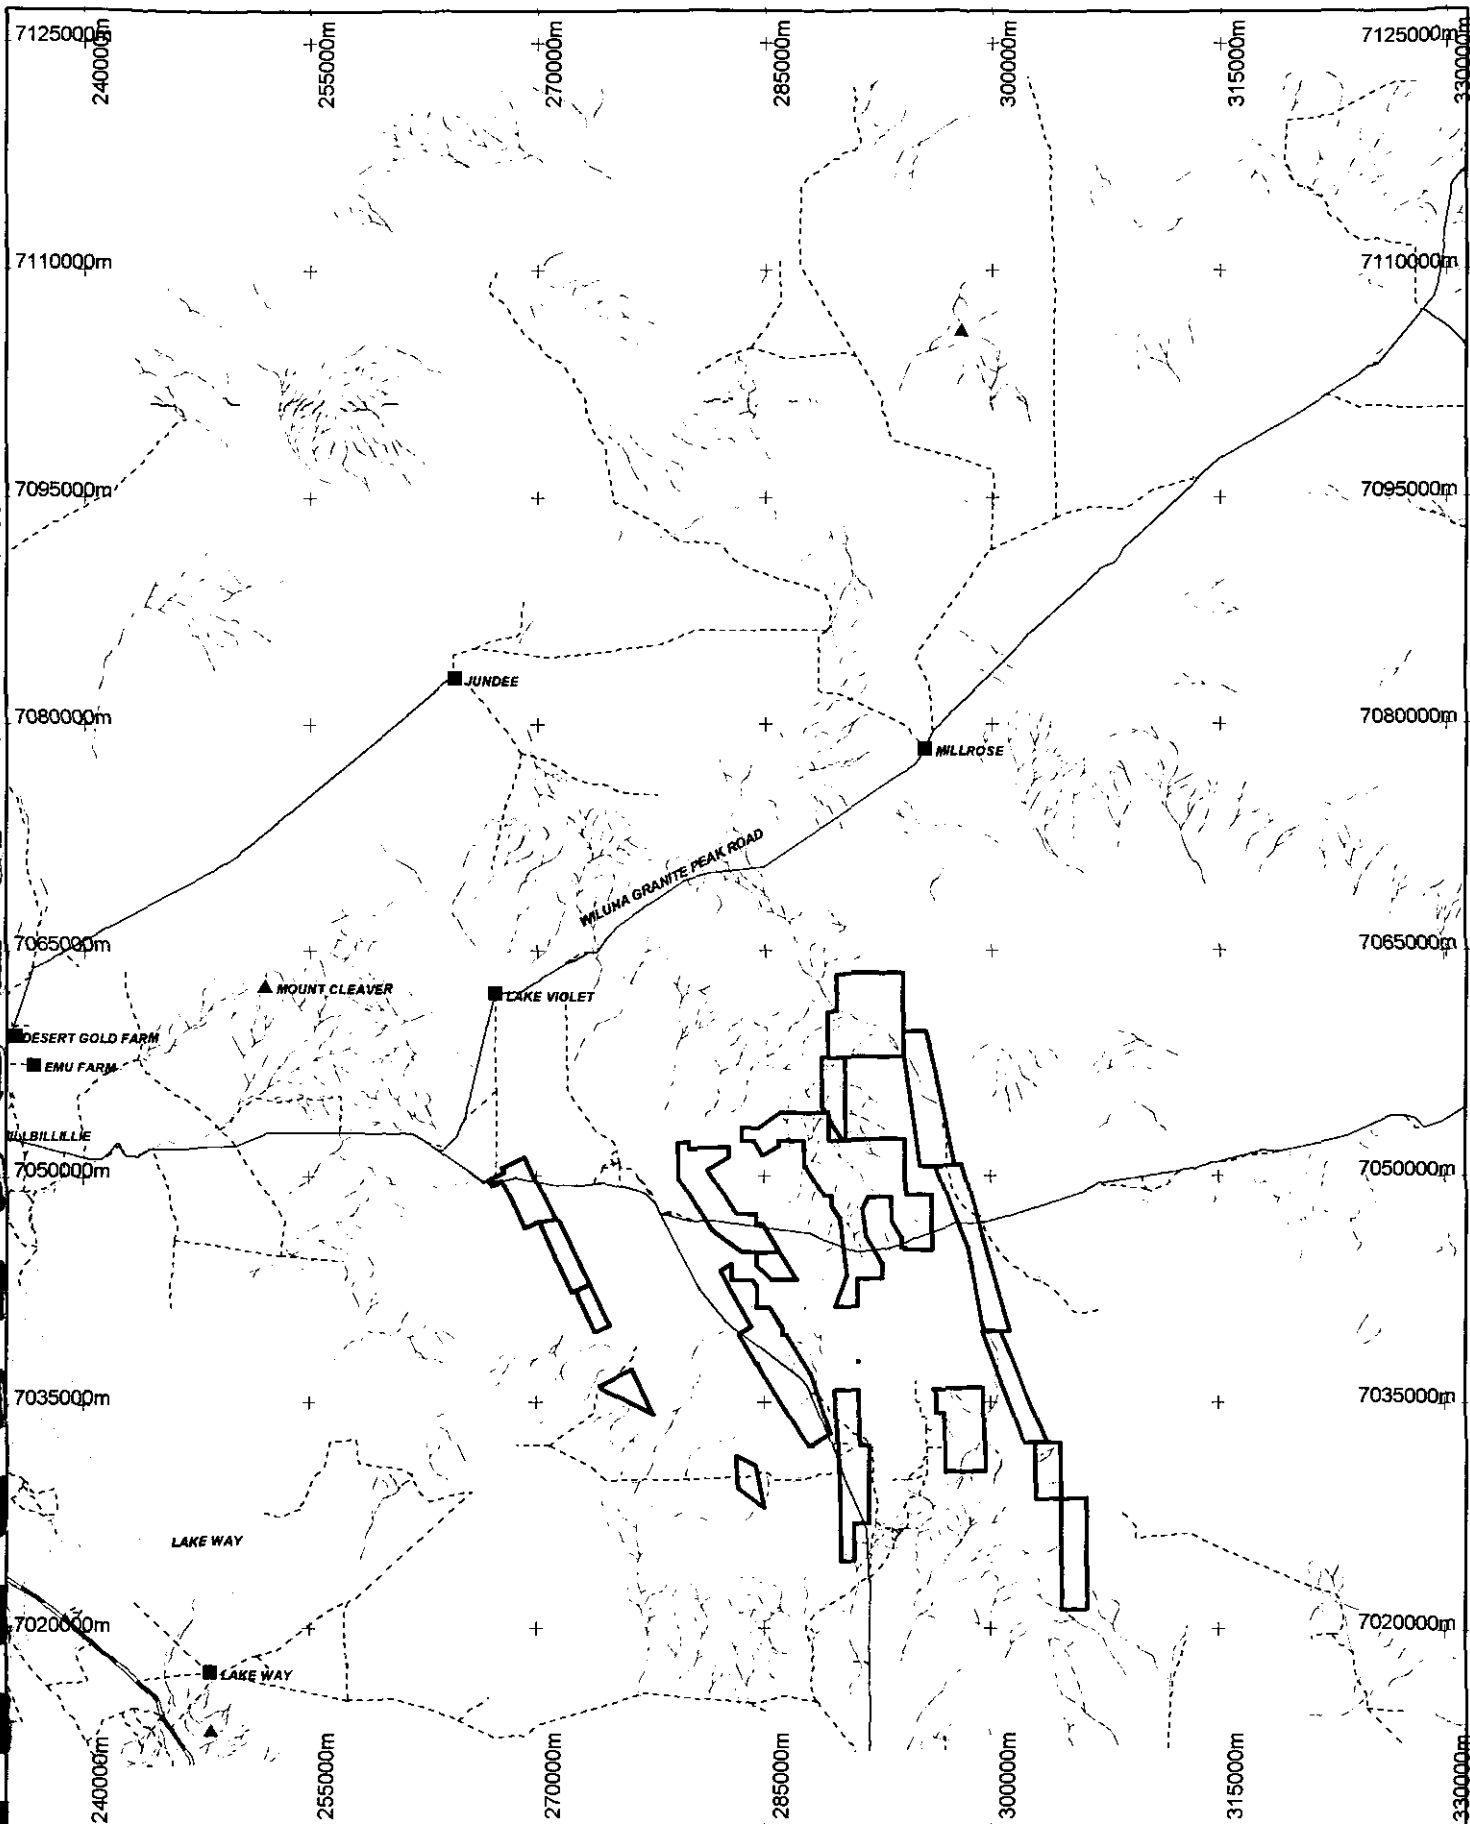 7125000m
7125000m
240000m
255000m
270000m
285000m
300000m
315000m
330000m
7110000m
7110000m
7095000m
7095000m
JUNDEE
7080000m
7080000m
MILLROSE
WILUNA GRANITE PEAK ROAD
7065000m
7065000m
MOUNT CLEAVER
LAKE VIOLET
DESERT GOLD FARM
EMU FARM
7050000m
7050000m
7035000m
7035000m
LAKE WAY
7020000m
7020000m
LAKE WAY
240000m
255000m
270000m
285000m
300000m
315000m
330000m